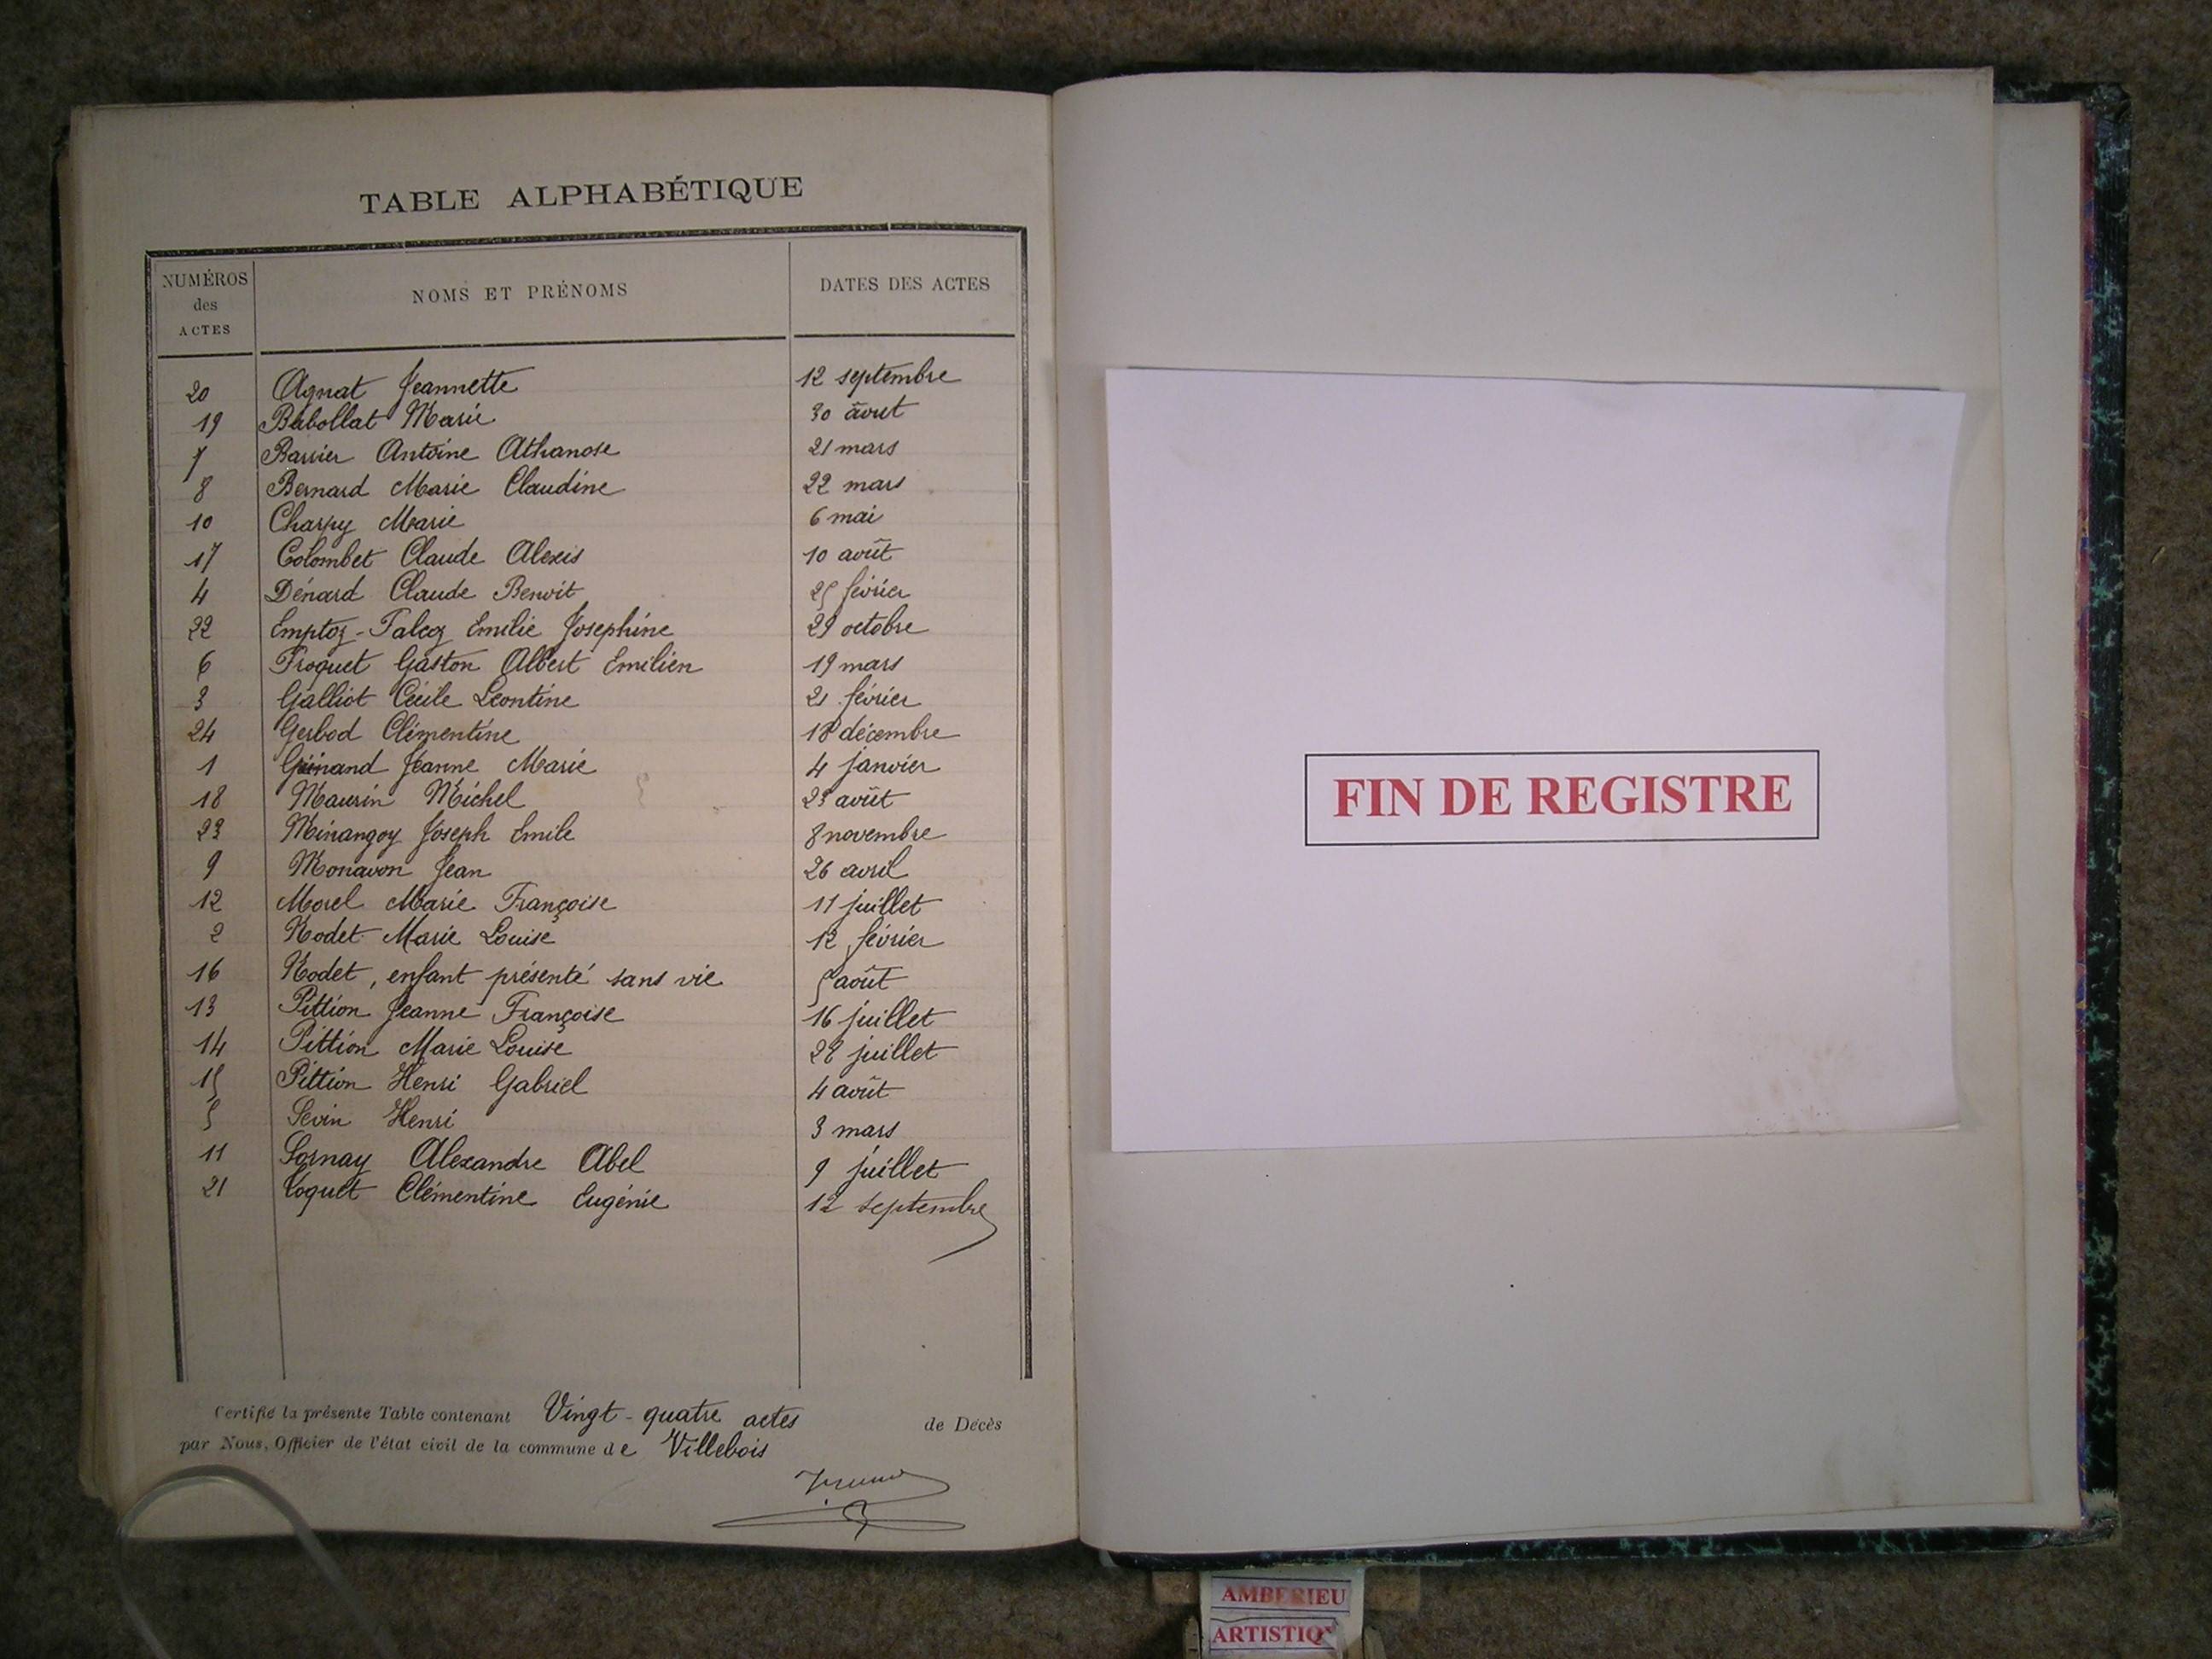 TABLE ALPHABÉTIQUE
NUMÉROS des ACTES NOMS ET PRÉNOMS DATES DES ACTES
20 Agnat Jeannette 12 septembre
19 Babollat Marie 30 âout
7 Barrier Antoine Athanase 21 mars
8 Bernard Marie Claudine 22 mars
10 Charpy Marie 6 mai
17 Colombet Claude Alexis 10 août
4 Dénard Claude Benoit 25 février
22 Emptoz-Falcoz Emilie Josephine 29 octobre
6 Froquet Gaston Albert Emilien 19 mars
3 Galliot Cécile Léontine 21 février
24 Gerbod Clémentine 18 décembre
1 Jeanne Marie 4 janvier
18 Maurin Michel 23 août
23 Joseph Emile 8 novembre
9 Monavon Jean 26 avril
12 Morel Marie Françoise 11 juillet
2 Rodet Marie Louise 12 février
16 Rodet, enfant présenté sans vie 5 août
13 Pittion Jeanne Françoise 16 juillet
14 Pittion Marie Louise 28 juillet
15 Pittion Henri Gabriel 4 août
5 Sevin Henri 3 mars
11 Sornay Alexandre Abel 9 juillet
21 Voquet Clémentine Eugénie 12 septembre
Certifié la présente Table contenant Vingt-quatre actes de Décès
par Nous, Officier de l'état civil de la commune de Villebois
FIN DE REGISTRE
AMBERIEU
ARTISTIQ